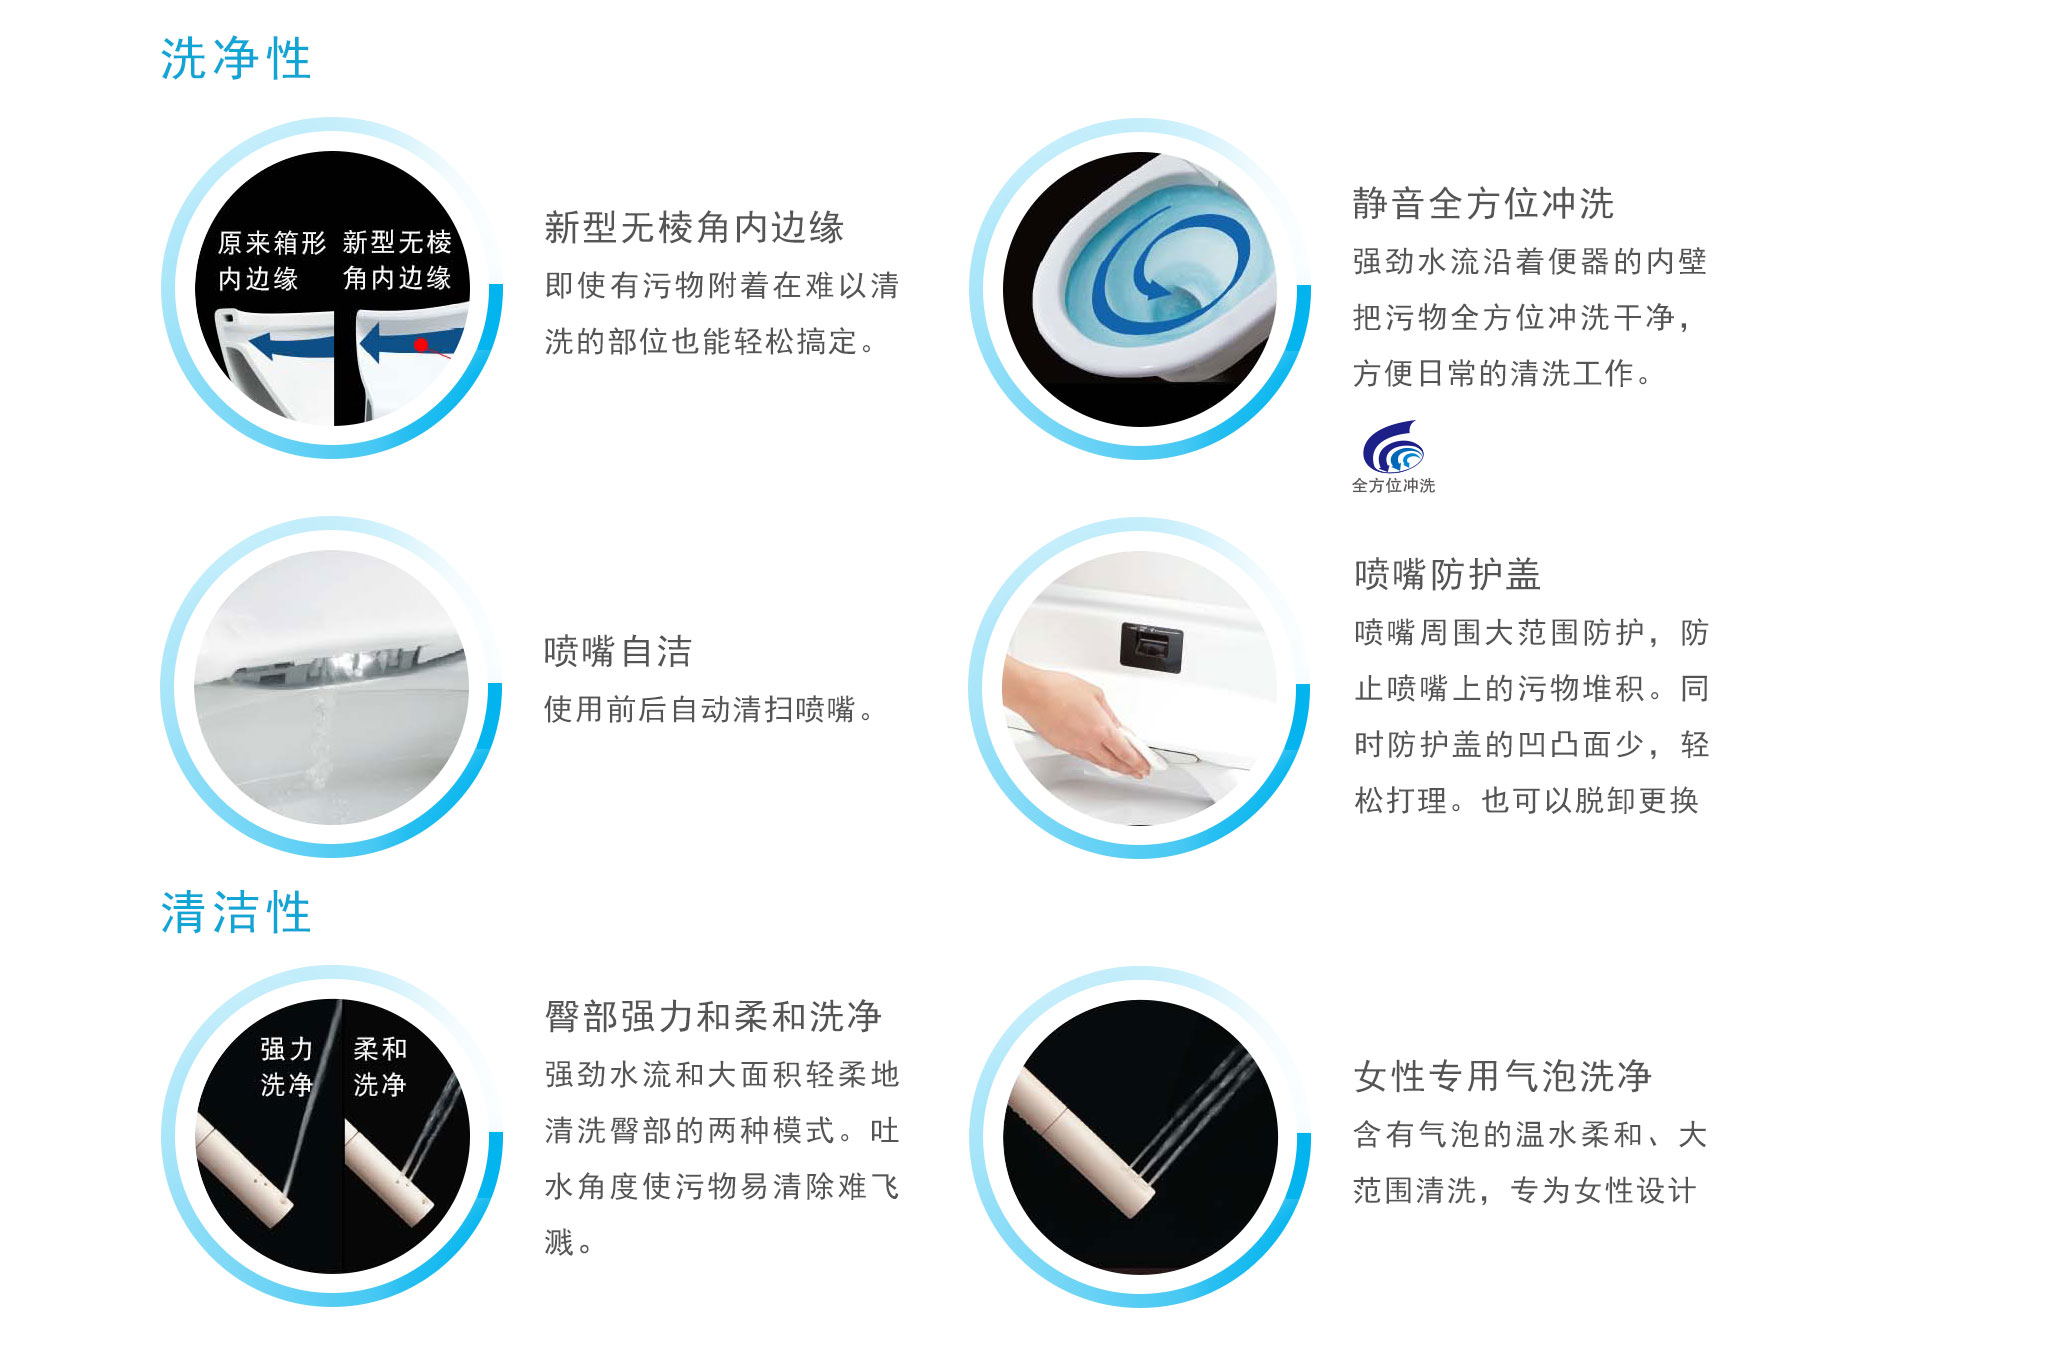 洗净性
原来箱形
内边缘
新型无棱
角内边缘
新型无棱角内边缘
即使有污物附着在难以清
洗的部位也能轻松搞定。
静音全方位冲洗
强劲水流沿着便器的内壁
把污物全方位冲洗干净，
方便日常的清洗工作。
全方位冲洗
喷嘴自洁
使用前后自动清扫喷嘴。
喷嘴防护盖
喷嘴周围大范围防护，防
止喷嘴上的污物堆积。同
时防护盖的凹凸面少，轻
松打理。也可以脱卸更换
清洁性
强力
洗净
柔和
洗净
臀部强力和柔和洗净
强劲水流和大面积轻柔地
清洗臀部的两种模式。吐
水角度使污物易清除难飞
溅。
女性专用气泡洗净
含有气泡的温水柔和、大
范围清洗，专为女性设计